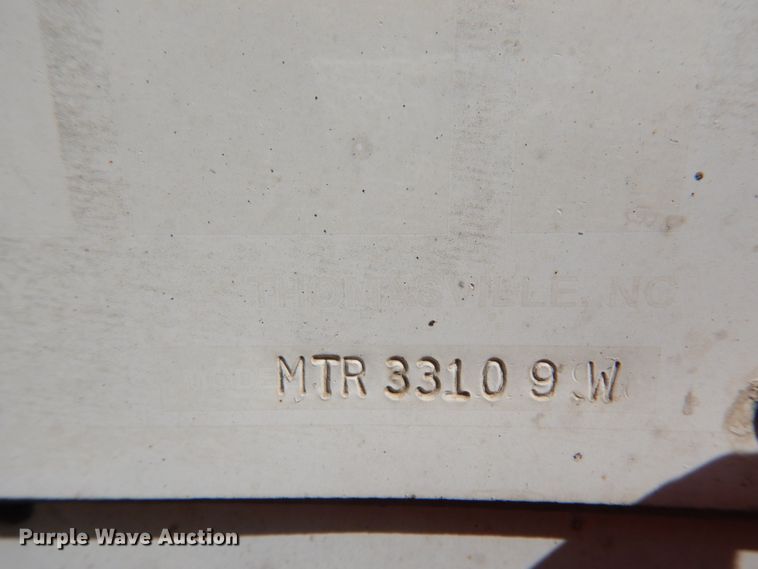 THOMASVILLE, NC
MTR 3310 9 W
Purple Wave Auction